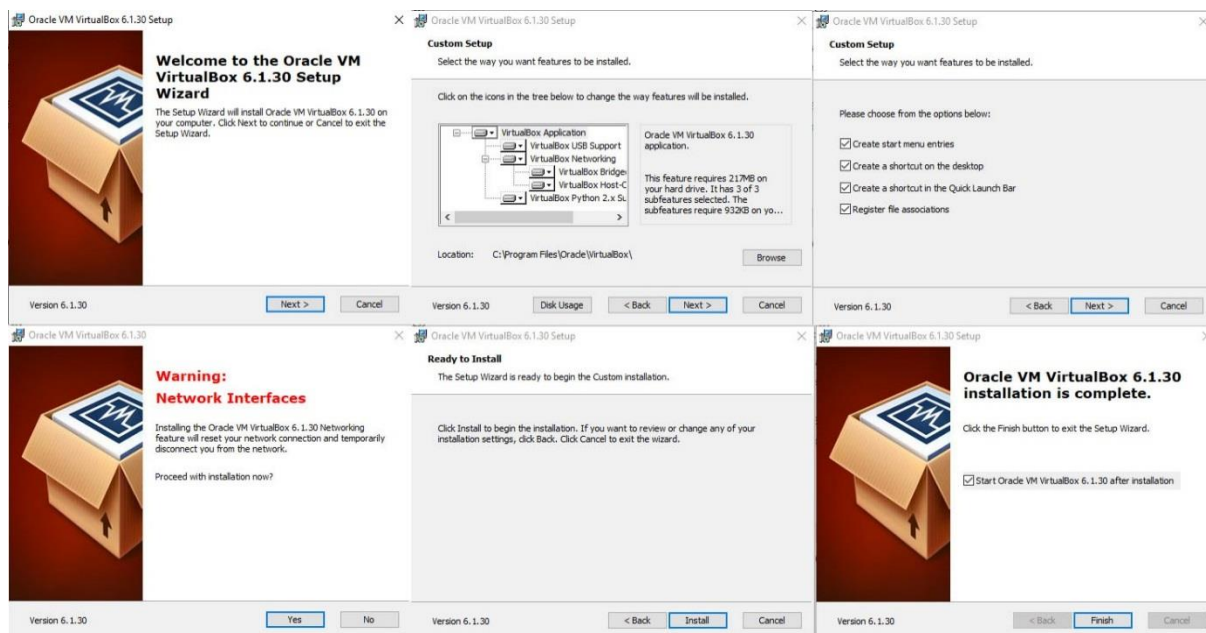 Oracle VM VirtualBox 6.1.30 Setup
Welcome to the Oracle VM
VirtualBox 6.1.30 Setup
Wizard
The Setup Wizard will install Oracle VM VirtualBox 6.1.30 on
your computer. Click Next to continue or Cancel to exit the
Setup Wizard.
Version 6.1.30
Next >
Cancel
Oracle VM VirtualBox 6.1.30 Setup
Custom Setup
Select the way you want features to be installed.
Click on the icons in the tree below to change the way features will be installed.
VirtualBox Application
VirtualBox USB Support
VirtualBox Networking
VirtualBox Bridge
VirtualBox Host-C
VirtualBox Python 2.x Su
Oracle VM VirtualBox 6.1.30
application.
This feature requires 217MB on
your hard drive. It has 3 of 3
subfeatures selected. The
subfeatures require 932KB on yo...
Location: C:\Program Files\Oracle\VirtualBox\
Browse
Version 6.1.30
Disk Usage
< Back
Next >
Cancel
Oracle VM VirtualBox 6.1.30 Setup
Custom Setup
Select the way you want features to be installed.
Please choose from the options below:
Create start menu entries
Create a shortcut on the desktop
Create a shortcut in the Quick Launch Bar
Register file associations
Version 6.1.30
< Back
Next >
Cancel
Oracle VM VirtualBox 6.1.30
Warning:
Network Interfaces
Installing the Oracle VM VirtualBox 6.1.30 Networking
feature will reset your network connection and temporarily
disconnect you from the network.
Proceed with installation now?
Version 6.1.30
Yes
No
Oracle VM VirtualBox 6.1.30 Setup
Ready to Install
The Setup Wizard is ready to begin the Custom installation.
Click Install to begin the installation. If you want to review or change any of your
installation settings, click Back. Click Cancel to exit the wizard.
Version 6.1.30
< Back
Install
Cancel
Oracle VM VirtualBox 6.1.30 Setup
Oracle VM VirtualBox 6.1.30
installation is complete.
Click the Finish button to exit the Setup Wizard.
Start Oracle VM VirtualBox 6.1.30 after installation
Version 6.1.30
< Back
Finish
Cancel